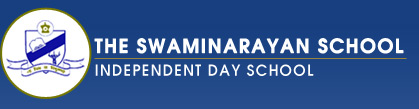 THE SWAMINARAYAN SCHOOL
INDEPENDENT DAY SCHOOL